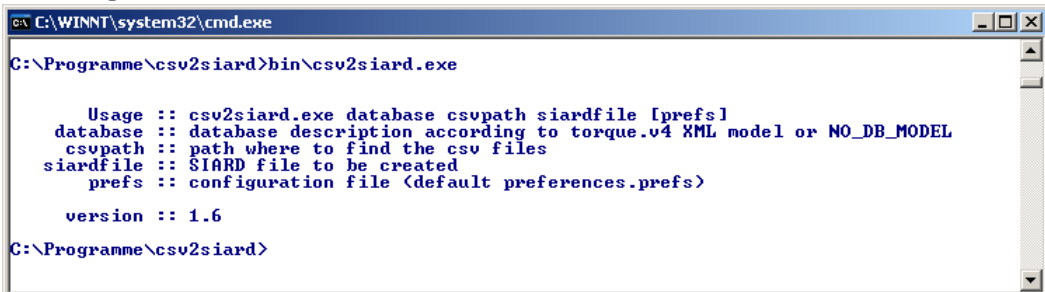 C:\WINNT\system32\cmd.exe
C:\Programme\csv2siard>bin\csv2siard.exe
Usage :: csv2siard.exe database csvpath siardfile [prefs]
database :: database description according to torque.v4 XML model or NO_DB_MODEL
csvpath :: path where to find the csv files
siardfile :: SIARD file to be created
prefs :: configuration file (default preferences.prefs)
version :: 1.6
C:\Programme\csv2siard>